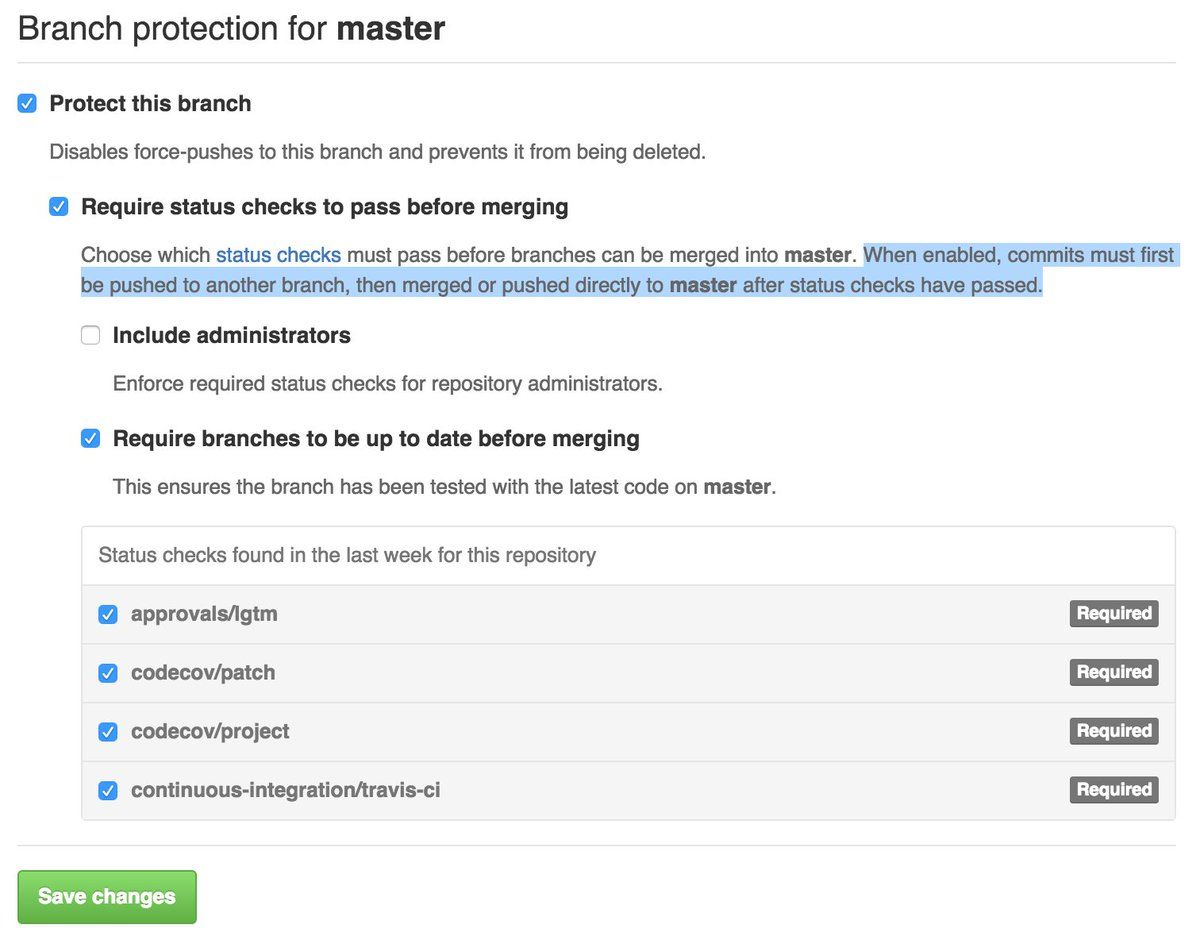 Branch protection for master
Protect this branch
Disables force-pushes to this branch and prevents it from being deleted.
Require status checks to pass before merging
Choose which status checks must pass before branches can be merged into master. When enabled, commits must first
be pushed to another branch, then merged or pushed directly to master after status checks have passed.
Include administrators
Enforce required status checks for repository administrators.
Require branches to be up to date before merging
This ensures the branch has been tested with the latest code on master.
Status checks found in the last week for this repository
approvals/lgtm Required
codecov/patch Required
codecov/project Required
continuous-integration/travis-ci Required
Save changes